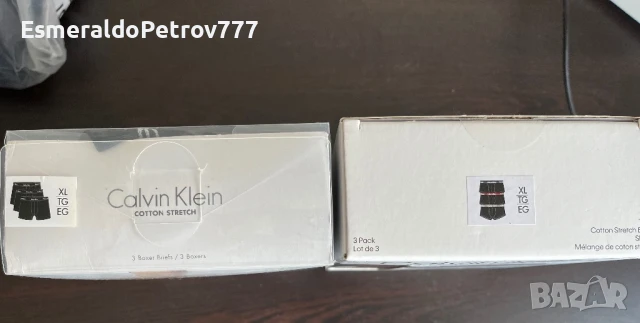 EsmeraldoPetrov777
XL
TG
EG
Calvin Klein
COTTON STRETCH
3 Boxer Briefs / 3 Boxers
XL
TG
EG
3 Pack
Lot de 3
Cotton Stretch
Mélange de coton
BAZAR